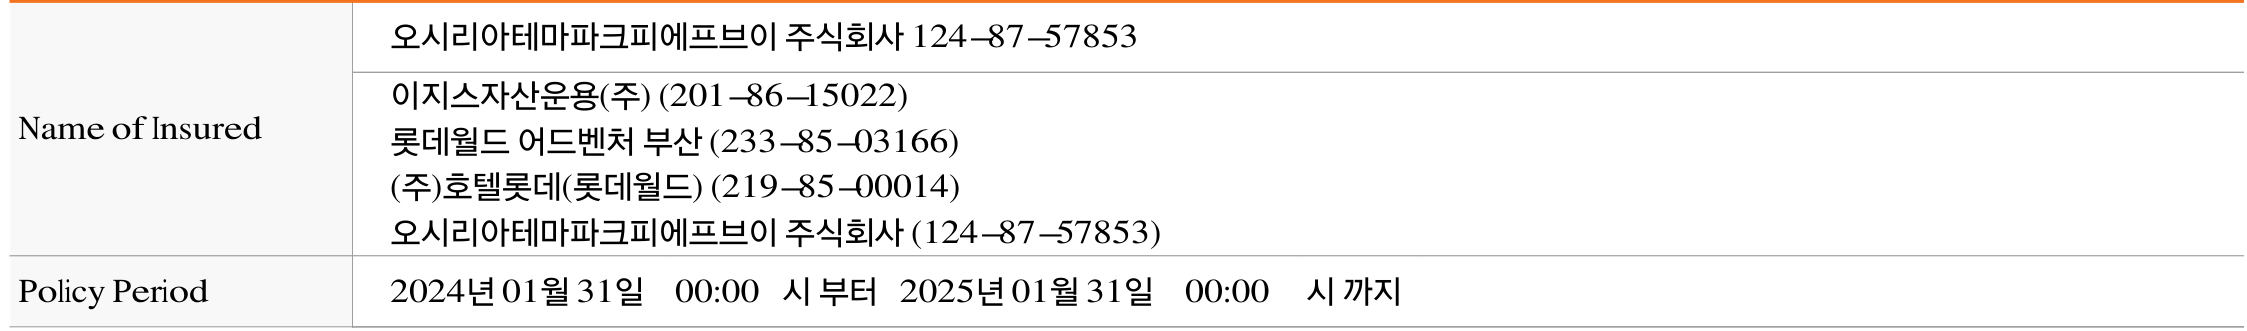 오시리아테마파크피에프브이 주식회사 124-87-57853
Name of Insured
이지스자산운용(주) (201-86-15022)
롯데월드 어드벤처 부산 (233-85-03166)
(주)호텔롯데(롯데월드) (219-85-00014)
오시리아테마파크피에프브이 주식회사 (124-87-57853)
Policy Period 2024년 01월 31일 00:00 시 부터 2025년 01월 31일 00:00 시 까지